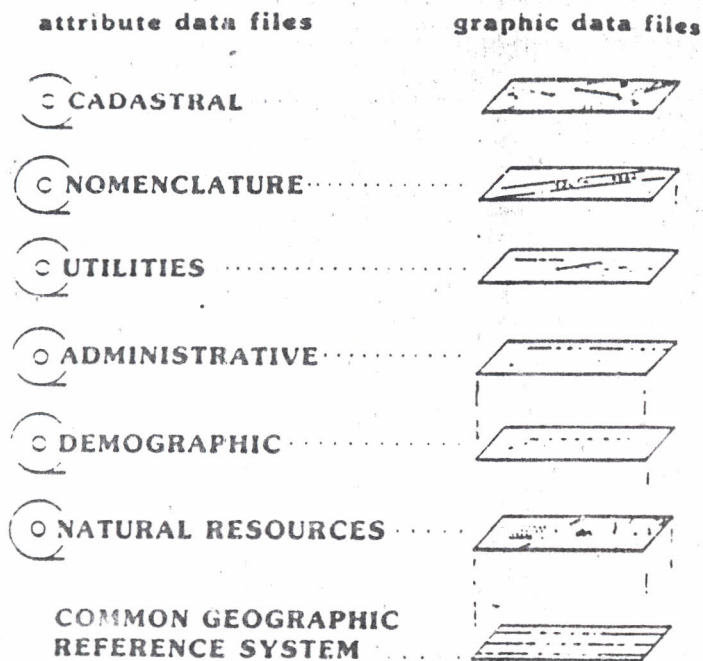 attribute data files graphic data files
CADASTRAL
NOMENCLATURE
UTILITIES
ADMINISTRATIVE
DEMOGRAPHIC
NATURAL RESOURCES
COMMON GEOGRAPHIC
REFERENCE SYSTEM